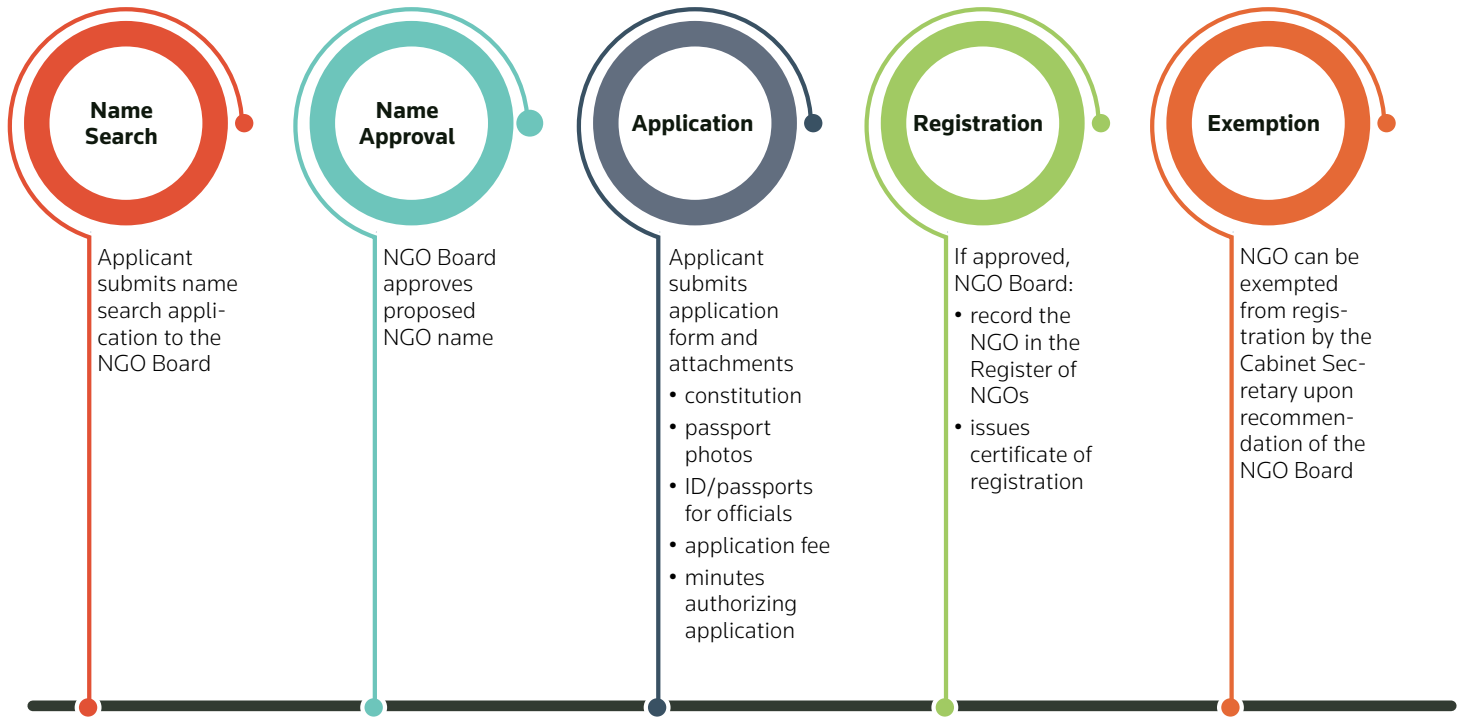 Name
Search
Applicant
submits name
search appli-
cation to the
NGO Board
Name
Approval
NGO Board
approves
proposed
NGO name
Application
Applicant
submits
application
form and
attachments
• constitution
• passport
photos
• ID/passports
for officials
• application fee
• minutes
authorizing
application
Registration
If approved,
NGO Board:
• record the
NGO in the
Register of
NGOs
• issues
certificate of
registration
Exemption
NGO can be
exempted
from regis-
tration by the
Cabinet Sec-
retary upon
recommen-
dation of the
NGO Board